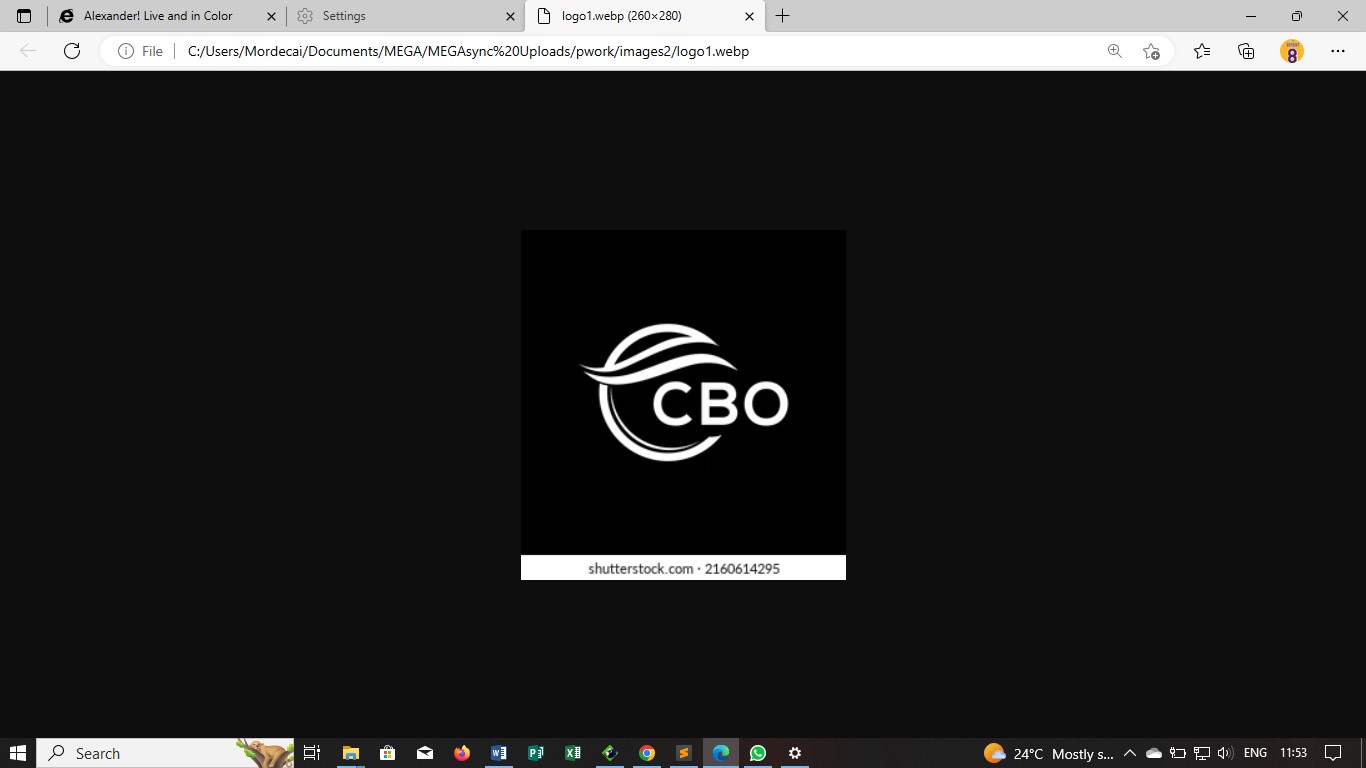 Alexander! Live and in Color
Settings
logo1.webp (260×280)
File
C:/Users/Mordecai/Documents/MEGA/MEGAsync%20Uploads/pwork/images2/logo1.webp
8
CBO
shutterstock.com · 2160614295
Search
24°C Mostly s...
ENG
11:53